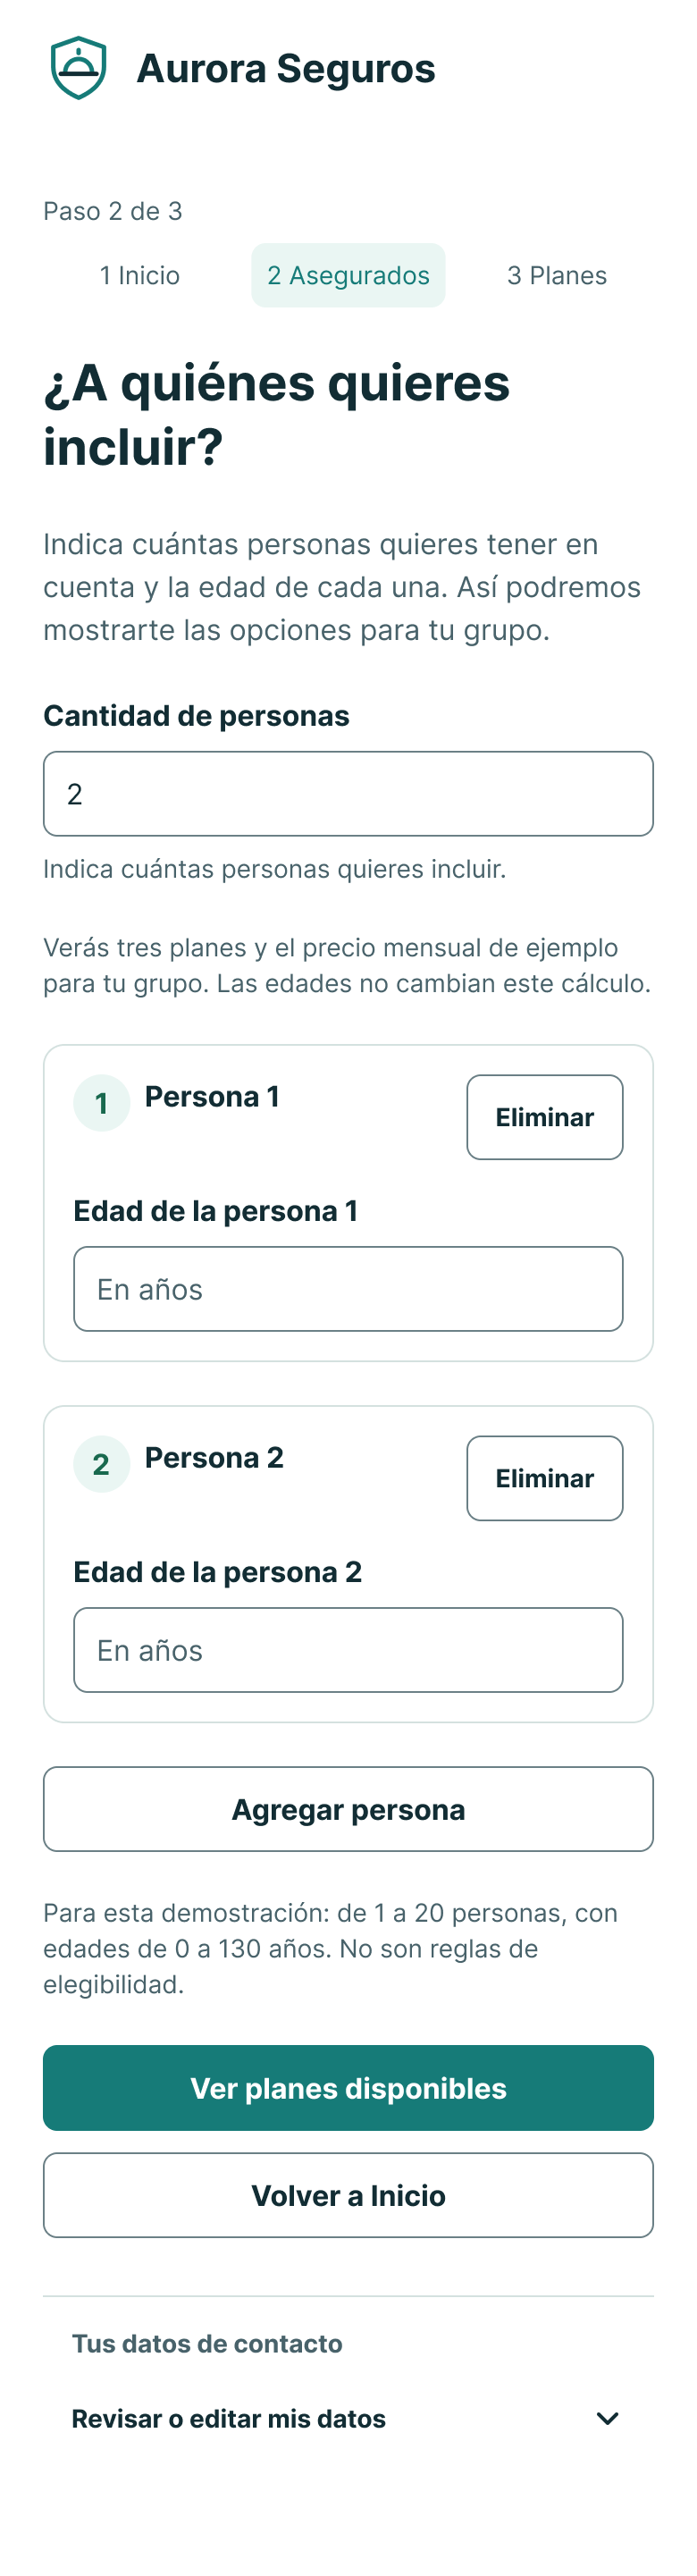 Aurora Seguros
Paso 2 de 3
1 Inicio
2 Asegurados
3 Planes
¿A quiénes quieres
incluir?
Indica cuántas personas quieres tener en
cuenta y la edad de cada una. Así podremos
mostrarte las opciones para tu grupo.
Cantidad de personas
2
Indica cuántas personas quieres incluir.
Verás tres planes y el precio mensual de ejemplo
para tu grupo. Las edades no cambian este cálculo.
1
Persona 1
Eliminar
Edad de la persona 1
En años
2
Persona 2
Eliminar
Edad de la persona 2
En años
Agregar persona
Para esta demostración: de 1 a 20 personas, con
edades de 0 a 130 años. No son reglas de
elegibilidad.
Ver planes disponibles
Volver a Inicio
Tus datos de contacto
Revisar o editar mis datos